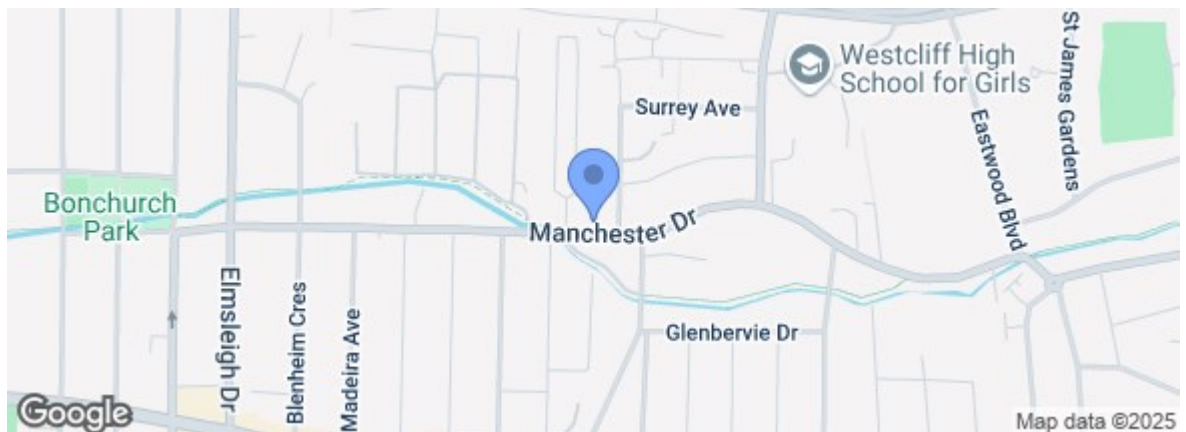 Westcliff High
School for Girls
St James Gardens
Surrey Ave
Eastwood Blvd
Bonchurch
Park
Manchester Dr
Elmsleigh Dr
Blenheim Cres
Madeira Ave
Glenbervie Dr
Google
Map data ©2025